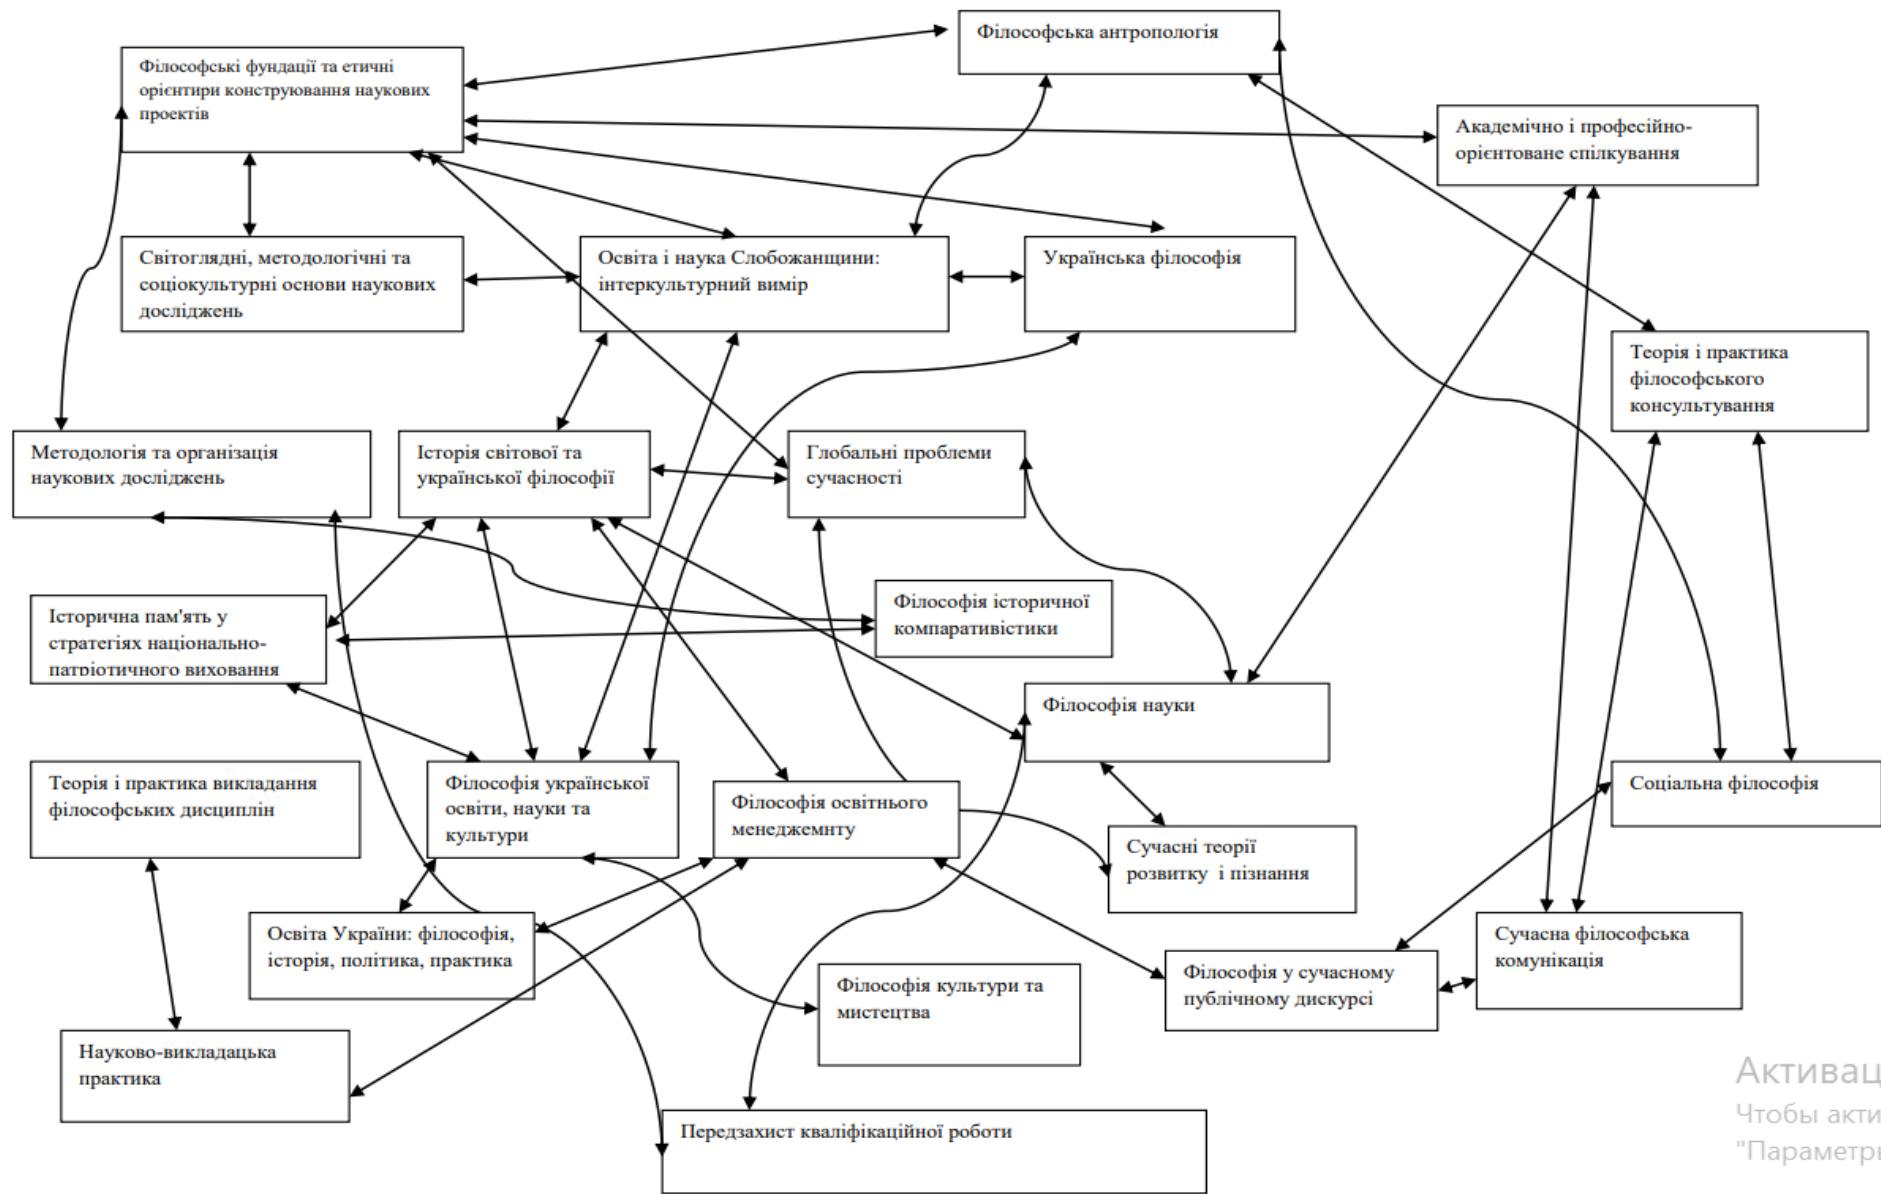 Філософська антропологія
Філософські фундації та етичні
орієнтири конструювання наукових
проектів
Академічно і професійно-
орієнтоване спілкування
Світоглядні, методологічні та
соціокультурні основи наукових
досліджень
Освіта і наука Слобожанщини:
інтеркультурний вимір
Українська філософія
Теорія і практика
філософського
консультування
Методологія та організація
наукових досліджень
Історія світової та
української філософії
Глобальні проблеми
сучасності
Історична пам'ять у
стратегіях національно-
патріотичного виховання
Філософія історичної
компаративістики
Філософія науки
Теорія і практика викладання
філософських дисциплін
Філософія української
освіти, науки та
культури
Філософія освітнього
менеджемнту
Соціальна філософія
Сучасні теорії
розвитку і пізнання
Освіта України: філософія,
історія, політика, практика
Філософія культури та
мистецтва
Філософія у сучасному
публічному дискурсі
Сучасна філософська
комунікація
Науково-викладацька
практика
Передзахист кваліфікаційної роботи
Активац
Чтобы акти
"Параметры